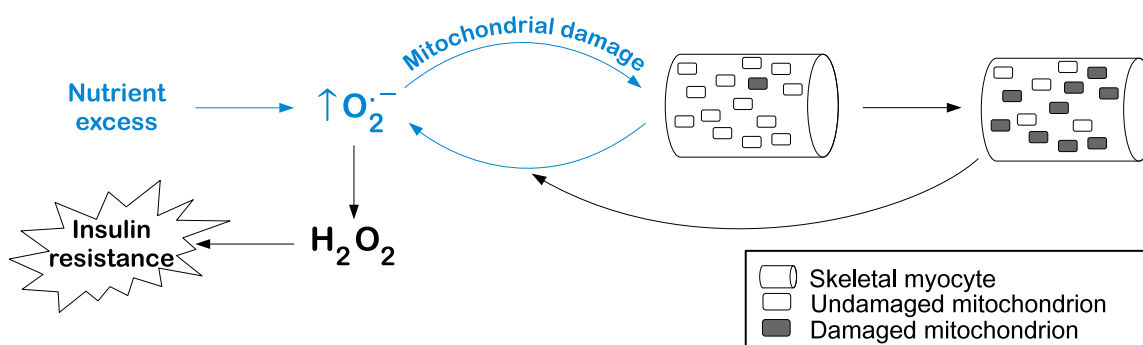 Mitochondrial damage
Nutrient
excess
↑O₂·⁻
Insulin
resistance
H₂O₂
Skeletal myocyte
Undamaged mitochondrion
Damaged mitochondrion